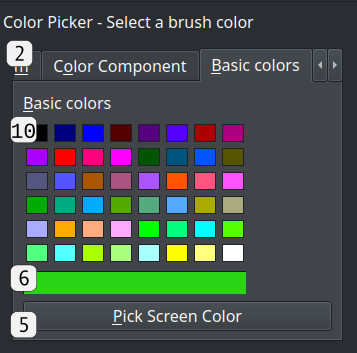 Color Picker - Select a brush color
2
Color Component
Basic colors
Basic colors
10
6
5
Pick Screen Color